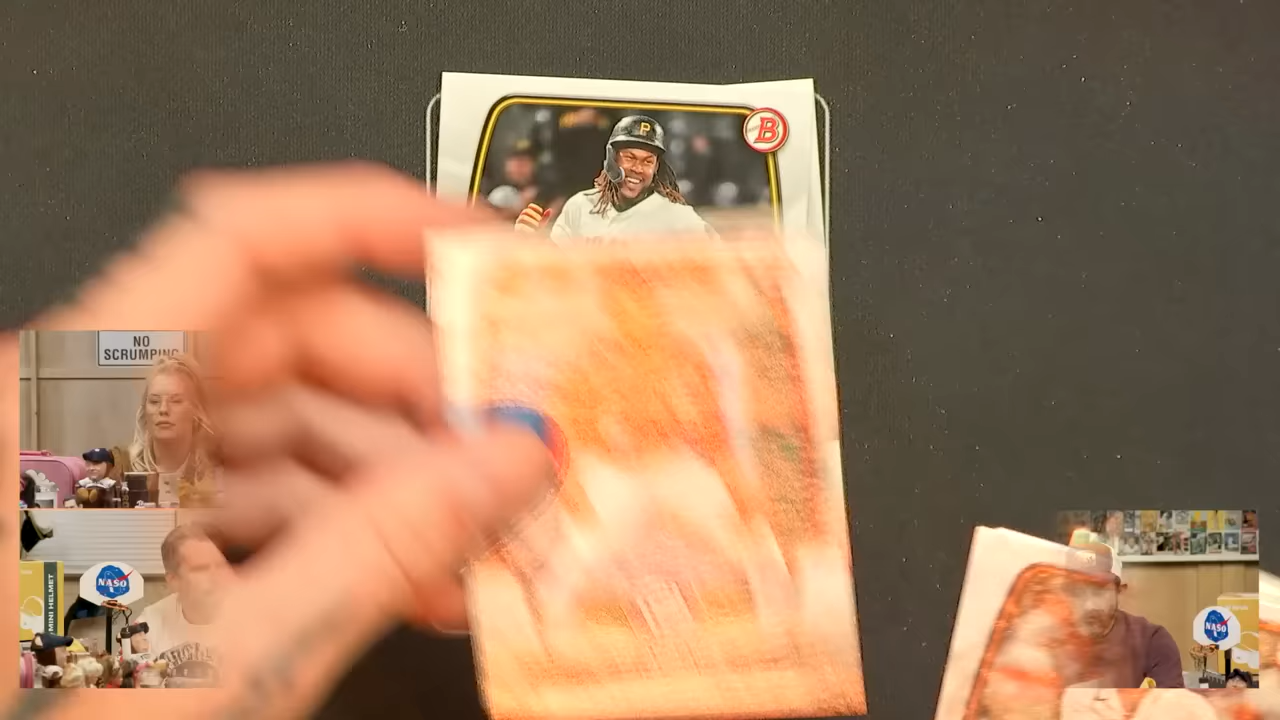 P
B
NO
SCRUMPING
NASO
MINI HELMET
NASO